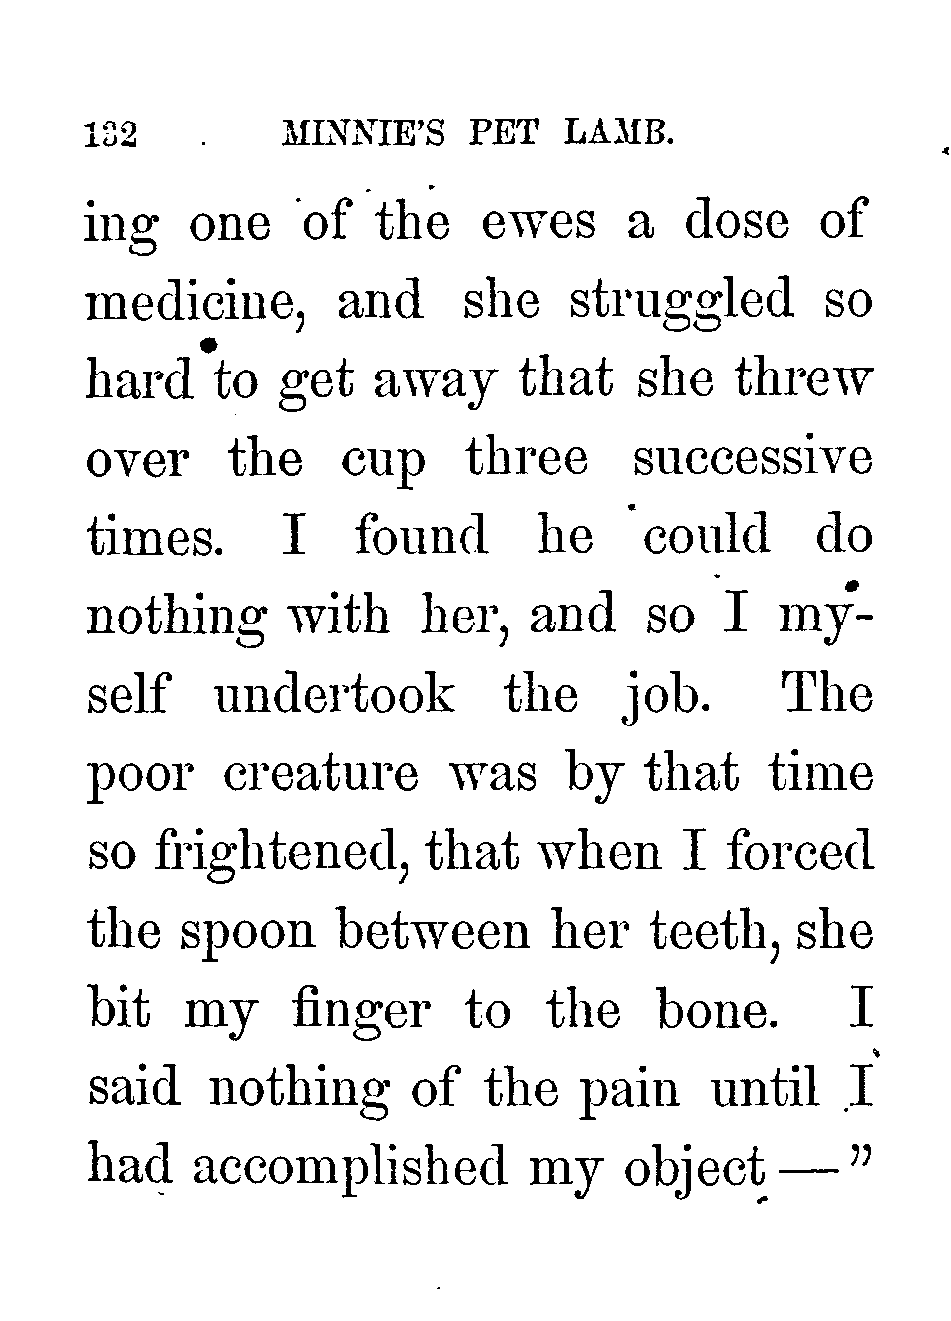 132 MINNIE'S PET LAMB.
ing one of the ewes a dose of
medicine, and she struggled so
hard to get away that she threw
over the cup three successive
times. I found he could do
nothing with her, and so I my-
self undertook the job. The
poor creature was by that time
so frightened, that when I forced
the spoon between her teeth, she
bit my finger to the bone. I
said nothing of the pain until I
had accomplished my object—”